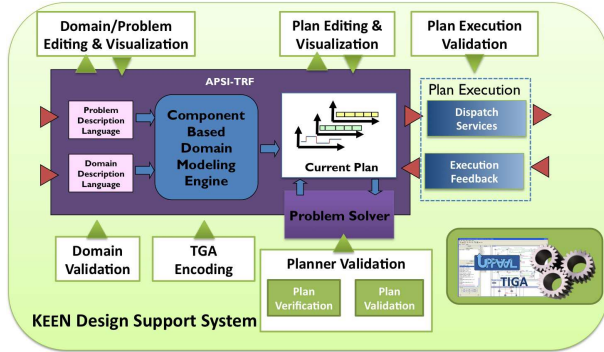 Domain/Problem
Editing & Visualization
Plan Editing &
Visualization
Plan Execution
Validation
APSI-TRF
Problem
Description
Language
Domain
Description
Language
Component
Based
Domain
Modeling
Engine
Current Plan
Problem Solver
Plan Execution
Dispatch
Services
Execution
Feedback
Domain
Validation
TGA
Encoding
Planner Validation
Plan
Verification
Plan
Validation
UPPAAL
TIGA
KEEN Design Support System